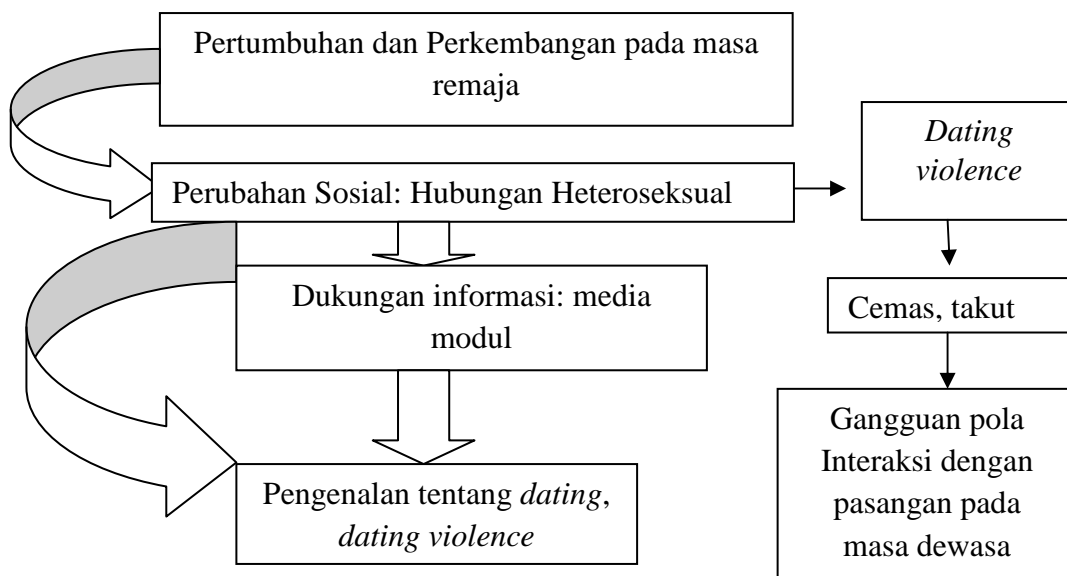 Pertumbuhan dan Perkembangan pada masa
remaja
Perubahan Sosial: Hubungan Heteroseksual
Dukungan informasi: media
modul
Pengenalan tentang dating,
dating violence
Dating
violence
Cemas, takut
Gangguan pola
Interaksi dengan
pasangan pada
masa dewasa